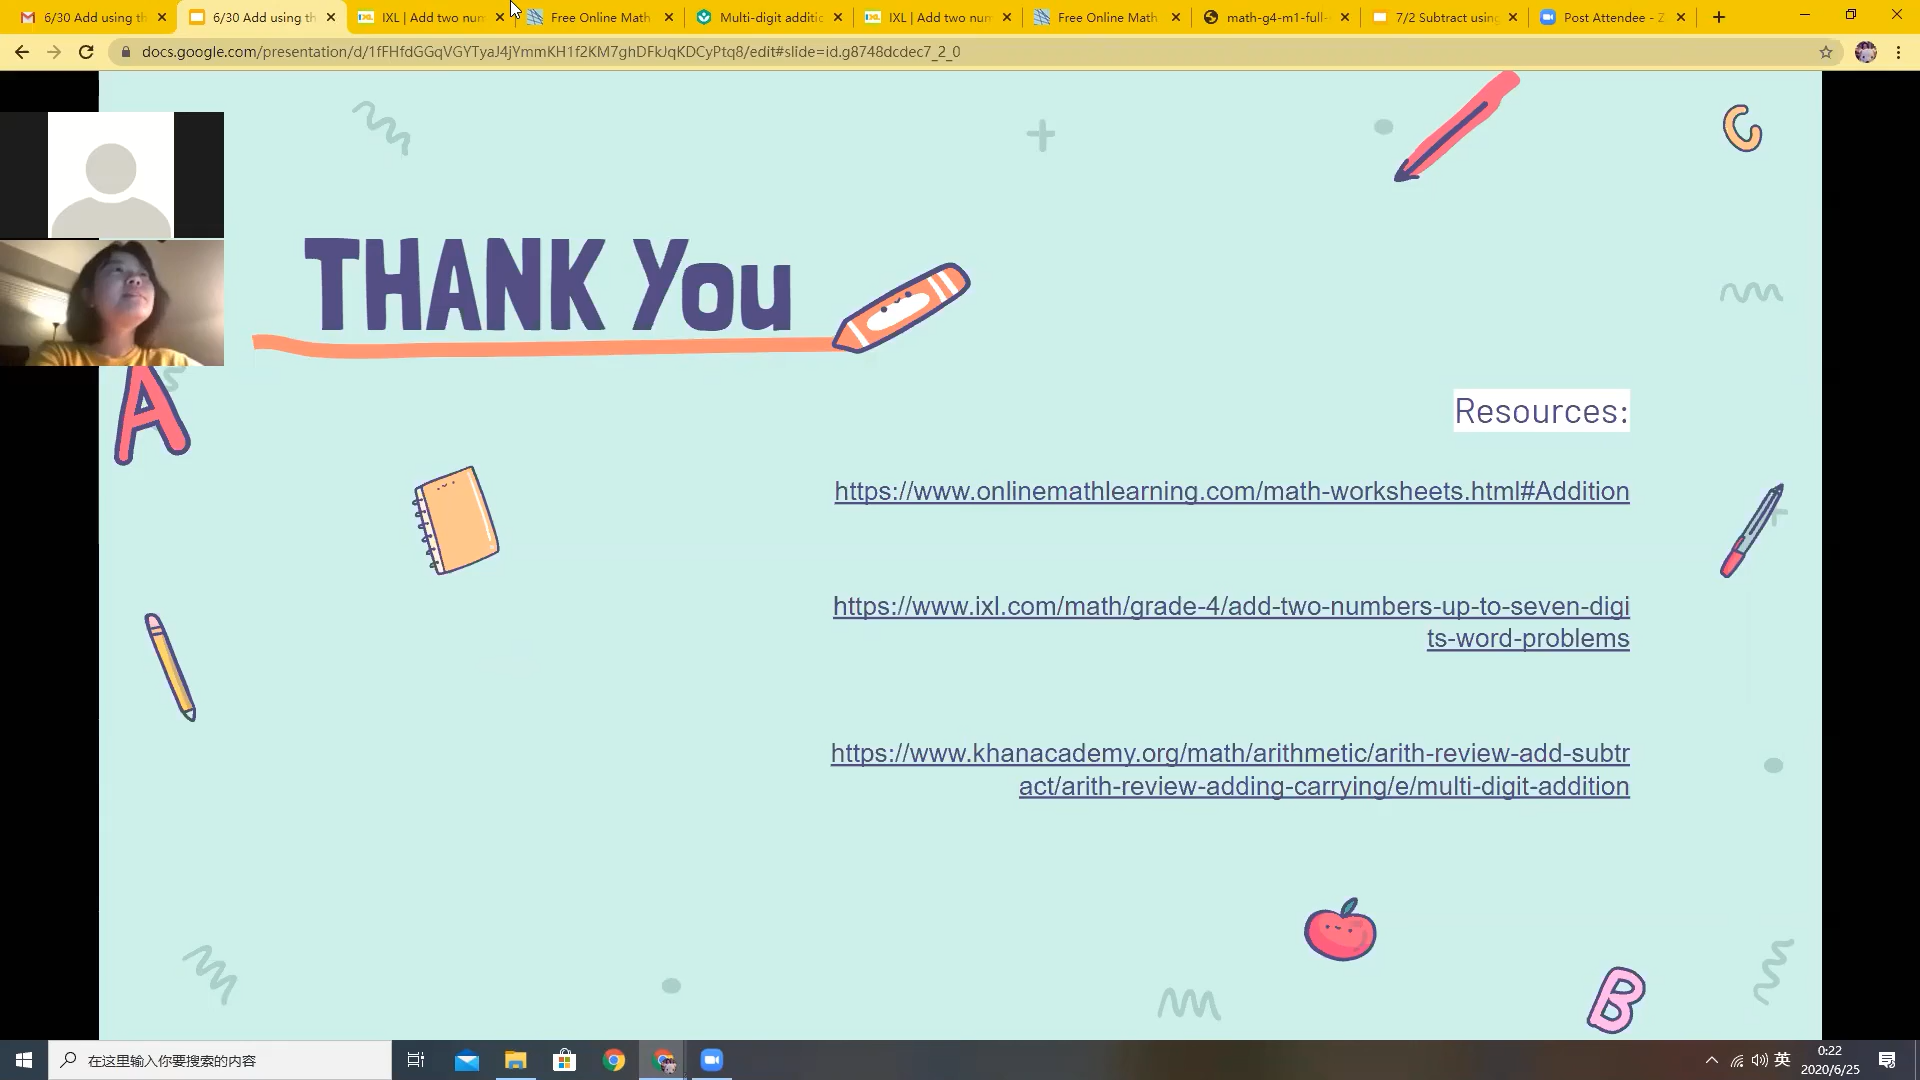 6/30 Add using th
6/30 Add using th
IXL | Add two num
Free Online Math
Multi-digit additic
IXL | Add two num
Free Online Math
math-g4-m1-full-
7/2 Subtract using
Post Attendee - Z
docs.google.com/presentation/d/1fFHfdGGqVGYTyaJ4jYmmKH1f2KM7ghDFkJqKDCyPtq8/edit#slide=id.g8748dcdec7_2_0
C
THANK You
A
Resources:
https://www.onlinemathlearning.com/math-worksheets.html#Addition
https://www.ixl.com/math/grade-4/add-two-numbers-up-to-seven-digi
ts-word-problems
https://www.khanacademy.org/math/arithmetic/arith-review-add-subtr
act/arith-review-adding-carrying/e/multi-digit-addition
B
在这里输入你要搜索的内容
英
0:22
2020/6/25